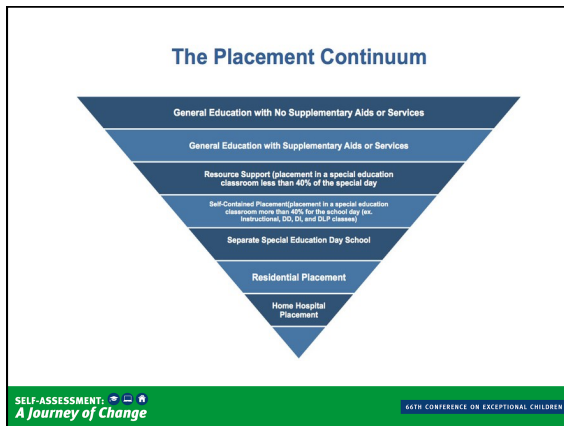 The Placement Continuum
General Education with No Supplementary Aids or Services
General Education with Supplementary Aids or Services
Resource Support (placement in a special education
classroom less than 40% of the special day
Self-Contained Placement(placement in a special education
classroom more than 40% for the school day (ex.
instructional, DD, DI, and DLP classes)
Separate Special Education Day School
Residential Placement
Home Hospital
Placement
SELF-ASSESSMENT:
A Journey of Change
66TH CONFERENCE ON EXCEPTIONAL CHILDREN